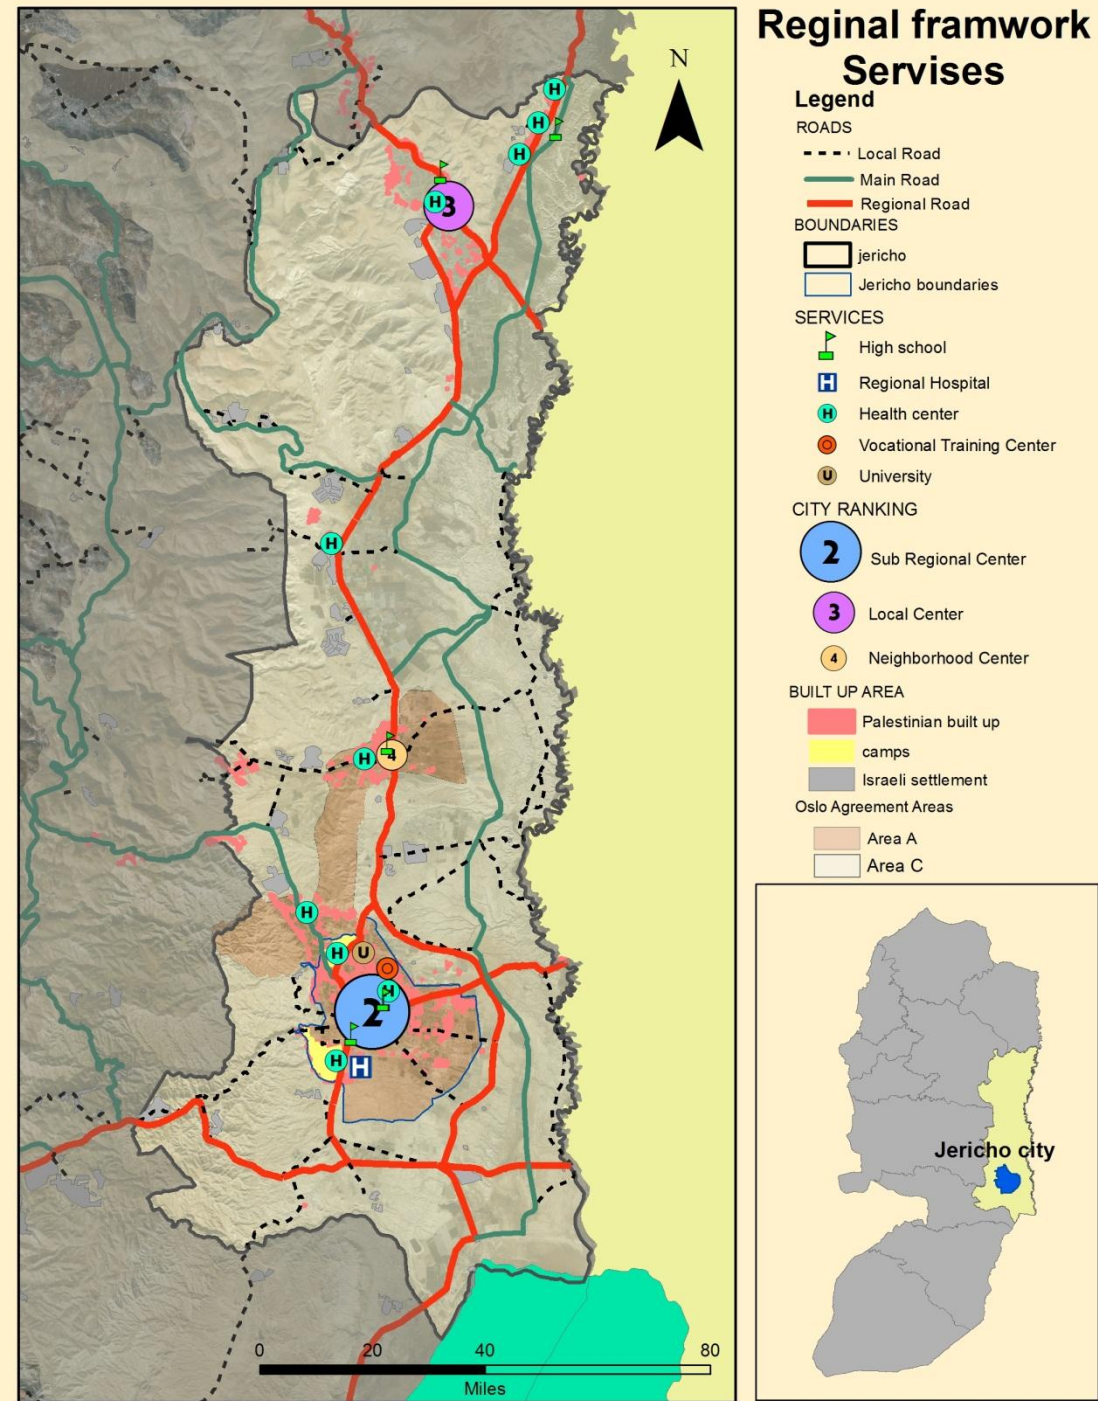 Reginal framwork
Servises
Legend
ROADS
Local Road
Main Road
Regional Road
BOUNDARIES
jericho
Jericho boundaries
SERVICES
High school
H Regional Hospital
H Health center
Vocational Training Center
U University
CITY RANKING
2 Sub Regional Center
3 Local Center
4 Neighborhood Center
BUILT UP AREA
Palestinian built up
camps
Israeli settlement
Oslo Agreement Areas
Area A
Area C
N
H
H
H
H 3
H
H 4
H
H U
H
2
H H
0 20 40 80
Miles
Jericho city